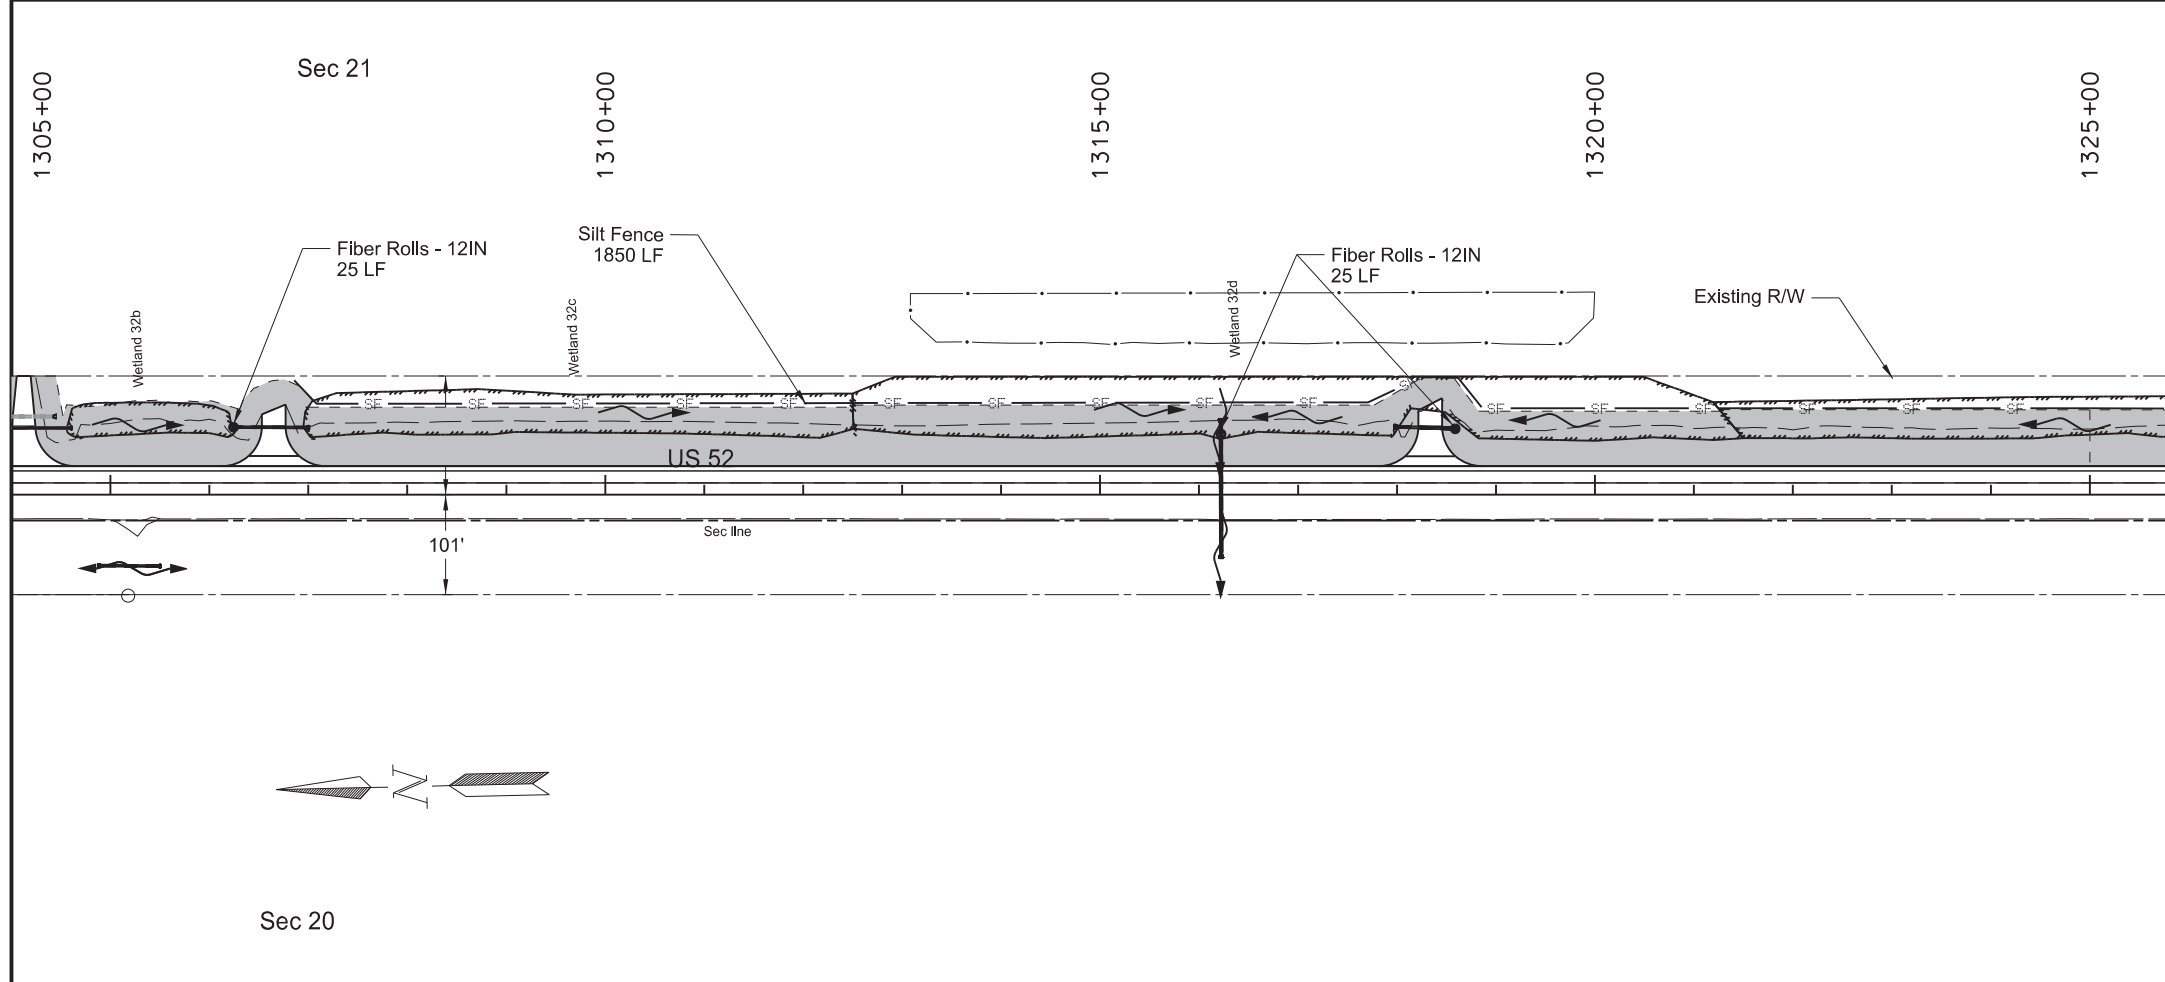 Sec 21
1305+00
1310+00
1315+00
1320+00
1325+00
Fiber Rolls - 12IN
25 LF
Silt Fence
1850 LF
Fiber Rolls - 12IN
25 LF
Existing R/W
Wetland 32b
Wetland 32c
Wetland 32d
SF SF SF SF SF SF SF SF SF SF S SF SF SF SF SF SF
US 52
Sec line
101'
N
Sec 20